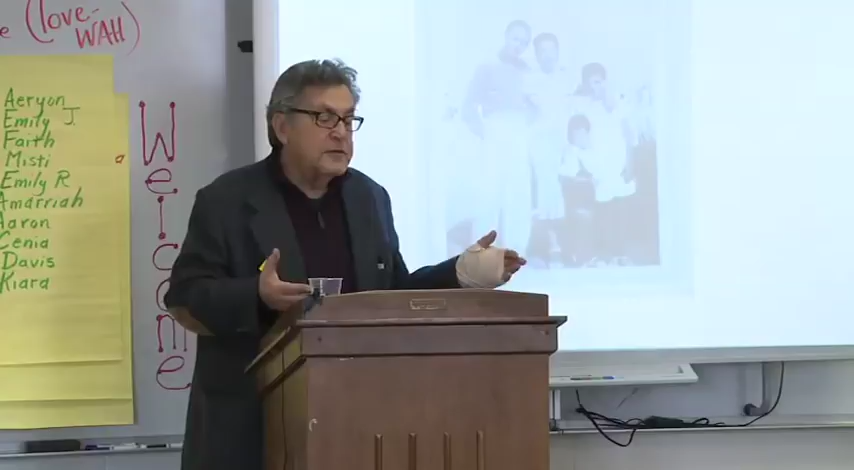 e (love-
WAH)
Aeryon
Emily J
Faith
Misti
Emily R
Amarriah
Aaron
Cenia
Davis
Kiara
Welcome